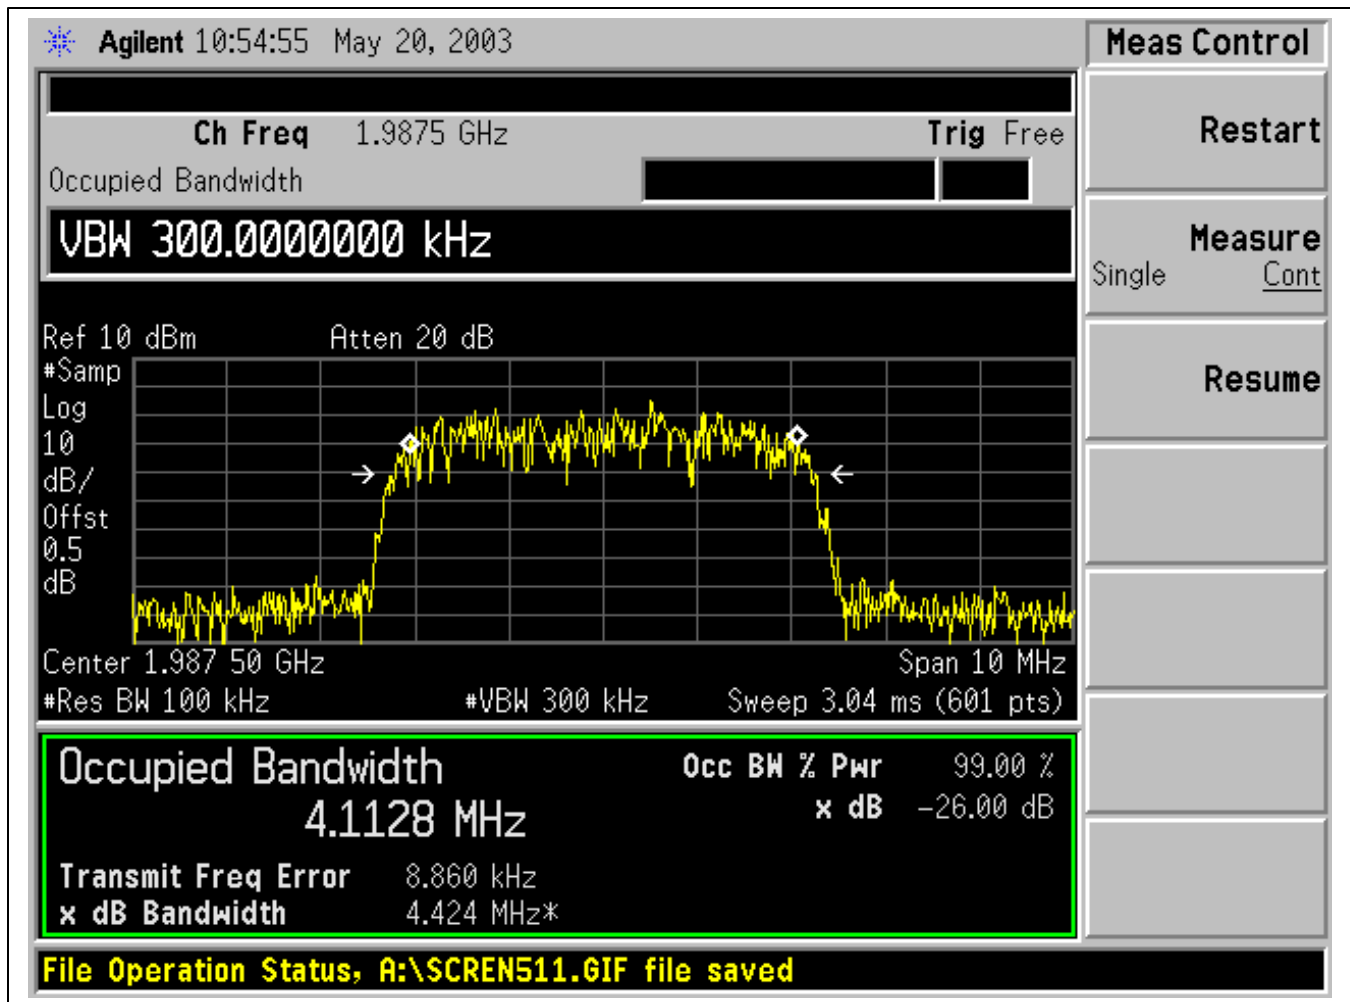 Agilent 10:54:55 May 20, 2003
Meas Control
Ch Freq 1.9875 GHz Trig Free
Occupied Bandwidth
VBW 300.0000000 kHz
Restart
Measure
Single Cont
Resume
Ref 10 dBm Atten 20 dB
#Samp
Log
10
dB/
Offst
0.5
dB
Center 1.987 50 GHz Span 10 MHz
#Res BW 100 kHz #VBW 300 kHz Sweep 3.04 ms (601 pts)
Occupied Bandwidth Occ BW % Pwr 99.00 %
4.1128 MHz x dB -26.00 dB
Transmit Freq Error 8.860 kHz
x dB Bandwidth 4.424 MHz*
File Operation Status, A:\SCREN511.GIF file saved